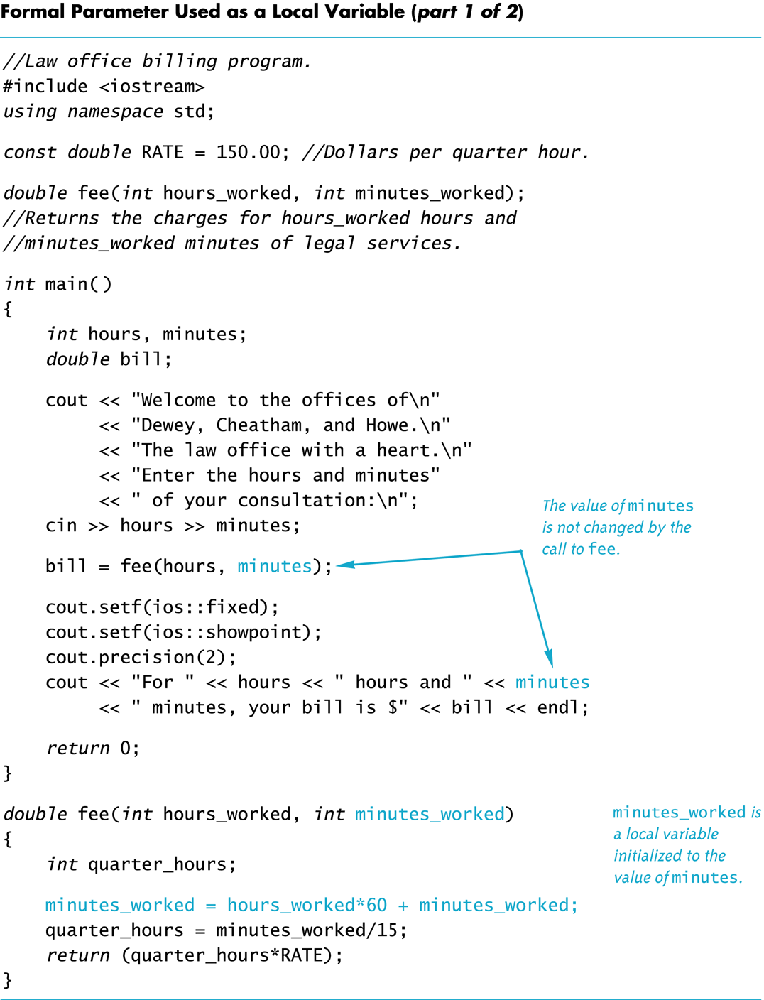 Formal Parameter Used as a Local Variable (part 1 of 2)
//Law office billing program.
#include <iostream>
using namespace std;
const double RATE = 150.00; //Dollars per quarter hour.
double fee(int hours_worked, int minutes_worked);
//Returns the charges for hours_worked hours and
//minutes_worked minutes of legal services.
int main()
{
    int hours, minutes;
    double bill;
    cout << "Welcome to the offices of\n"
         << "Dewey, Cheatham, and Howe.\n"
         << "The law office with a heart.\n"
         << "Enter the hours and minutes"
         << " of your consultation:\n";
    cin >> hours >> minutes;
The value of minutes
is not changed by the
call to fee.
    bill = fee(hours, minutes);
    cout.setf(ios::fixed);
    cout.setf(ios::showpoint);
    cout.precision(2);
    cout << "For " << hours << " hours and " << minutes
         << " minutes, your bill is $" << bill << endl;
    return 0;
}
double fee(int hours_worked, int minutes_worked)
{
    int quarter_hours;
minutes_worked is
a local variable
initialized to the
value of minutes.
    minutes_worked = hours_worked*60 + minutes_worked;
    quarter_hours = minutes_worked/15;
    return (quarter_hours*RATE);
}